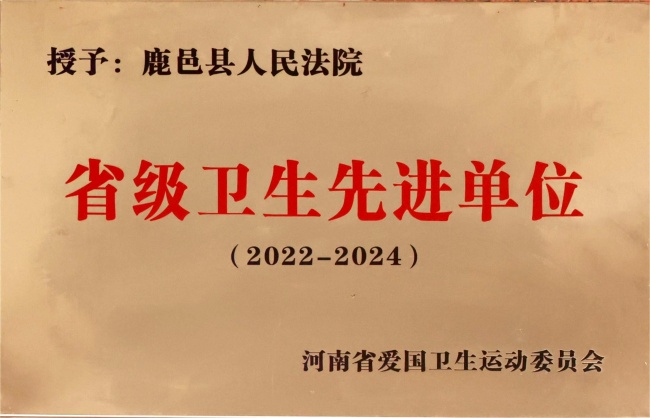 授予：鹿邑县人民法院
省级卫生先进单位
（2022-2024）
河南省爱国卫生运动委员会